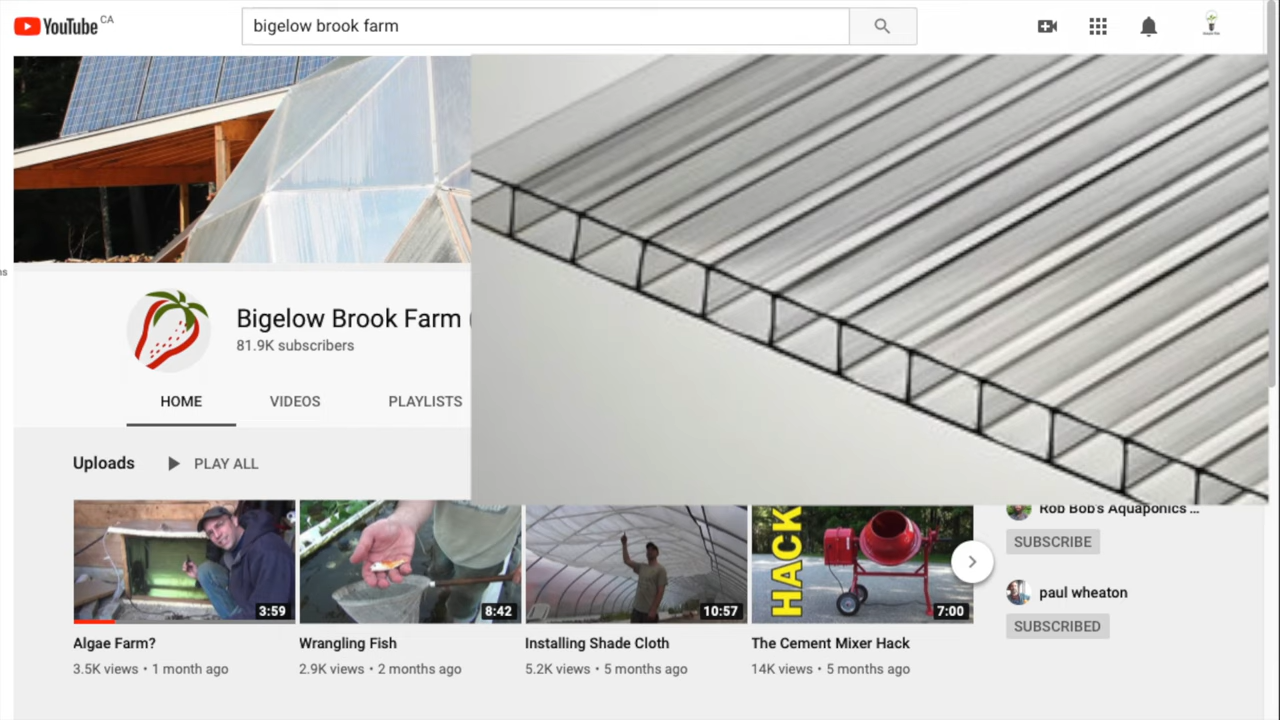 YouTube CA
bigelow brook farm
Bigelow Brook Farm (
81.9K subscribers
HOME
VIDEOS
PLAYLISTS
Uploads
PLAY ALL
HACK
3:59
8:42
10:57
7:00
Algae Farm?
Wrangling Fish
Installing Shade Cloth
The Cement Mixer Hack
3.5K views • 1 month ago
2.9K views • 2 months ago
5.2K views • 5 months ago
14K views • 5 months ago
Rob Bob's Aquaponics ...
SUBSCRIBE
paul wheaton
SUBSCRIBED